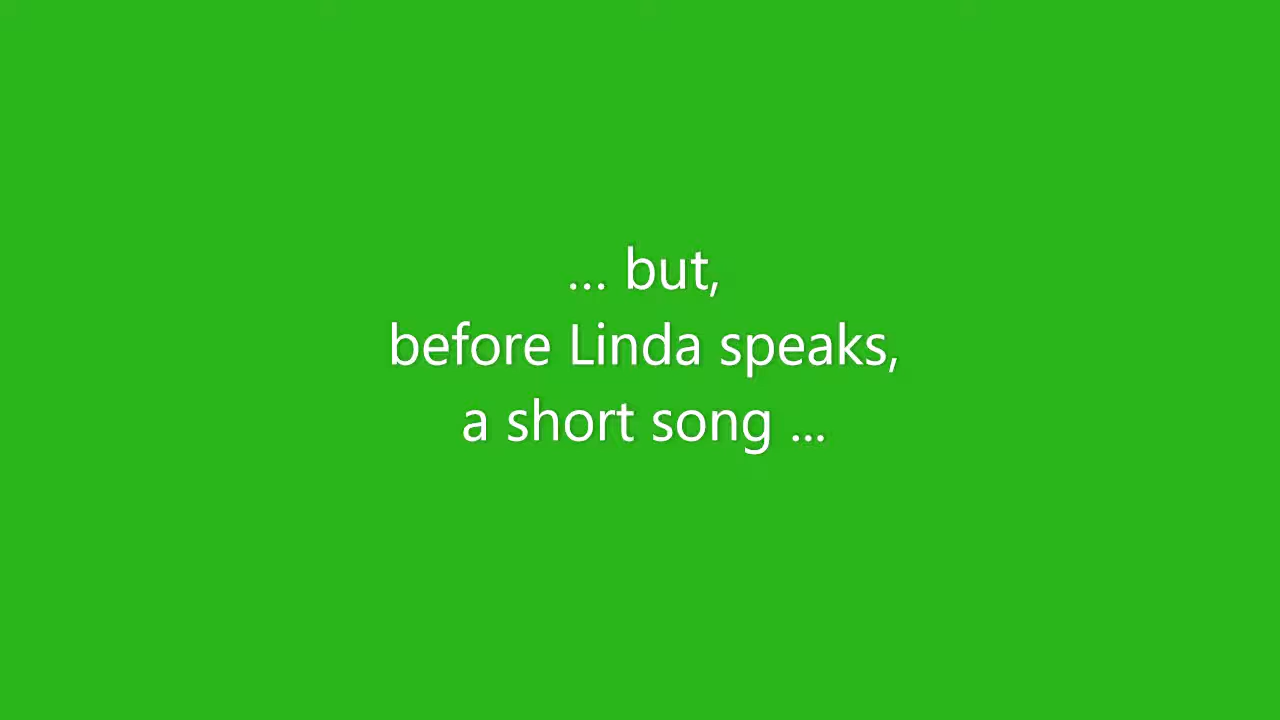 ... but,
before Linda speaks,
a short song ...